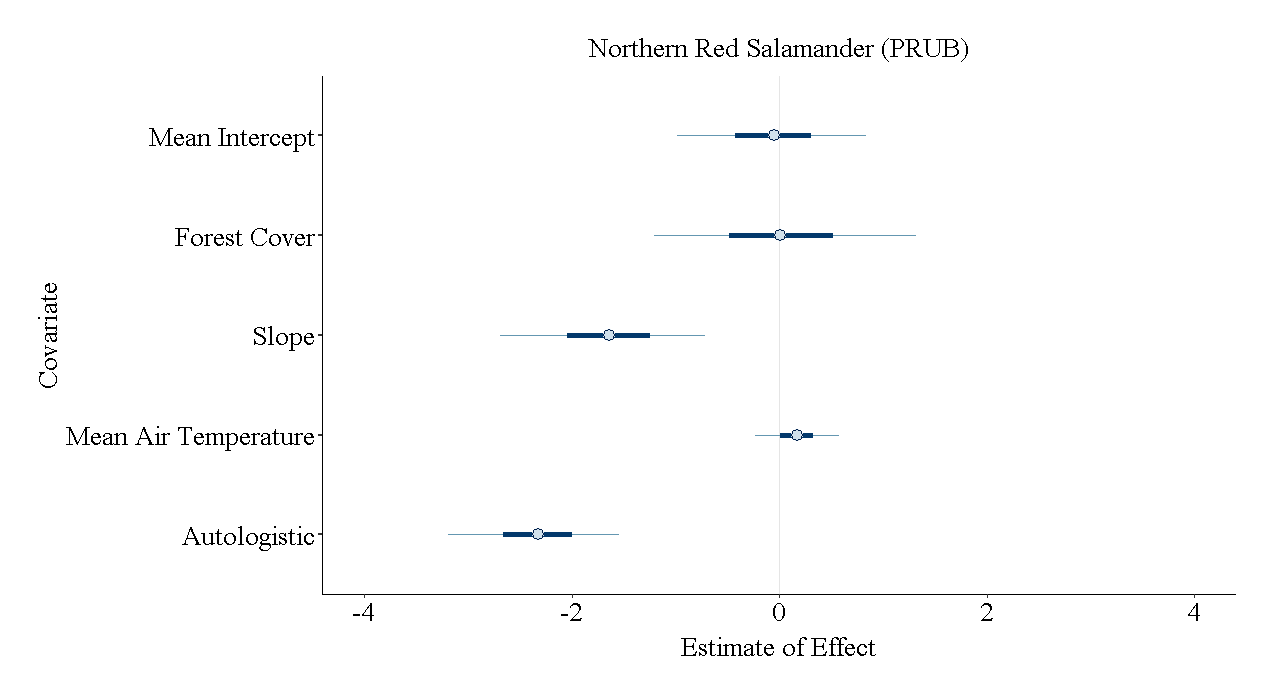 Northern Red Salamander (PRUB)
Mean Intercept
Forest Cover
Slope
Mean Air Temperature
Autologistic
Covariate
-4
-2
0
2
4
Estimate of Effect